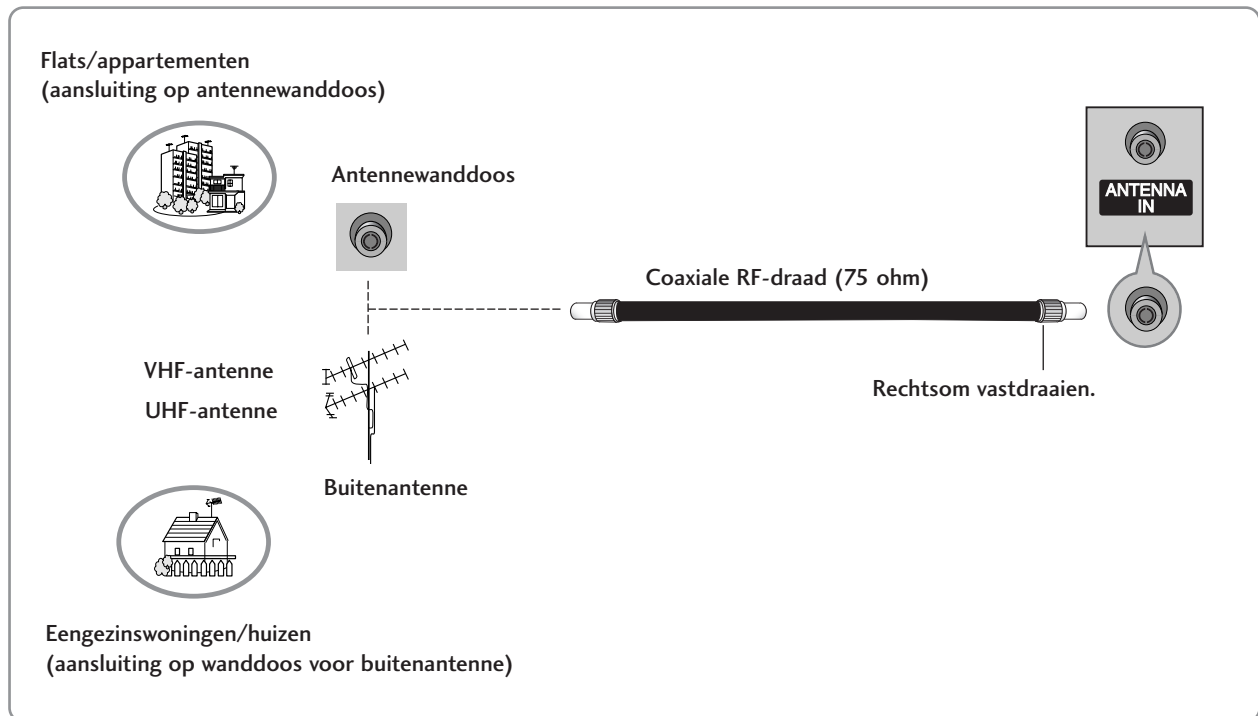 Flats/appartementen
(aansluiting op antennewanddoos)
Antennewanddoos
ANTENNA
IN
Coaxiale RF-draad (75 ohm)
Rechtsom vastdraaien.
VHF-antenne
UHF-antenne
Buitenantenne
Eengezinswoningen/huizen
(aansluiting op wanddoos voor buitenantenne)